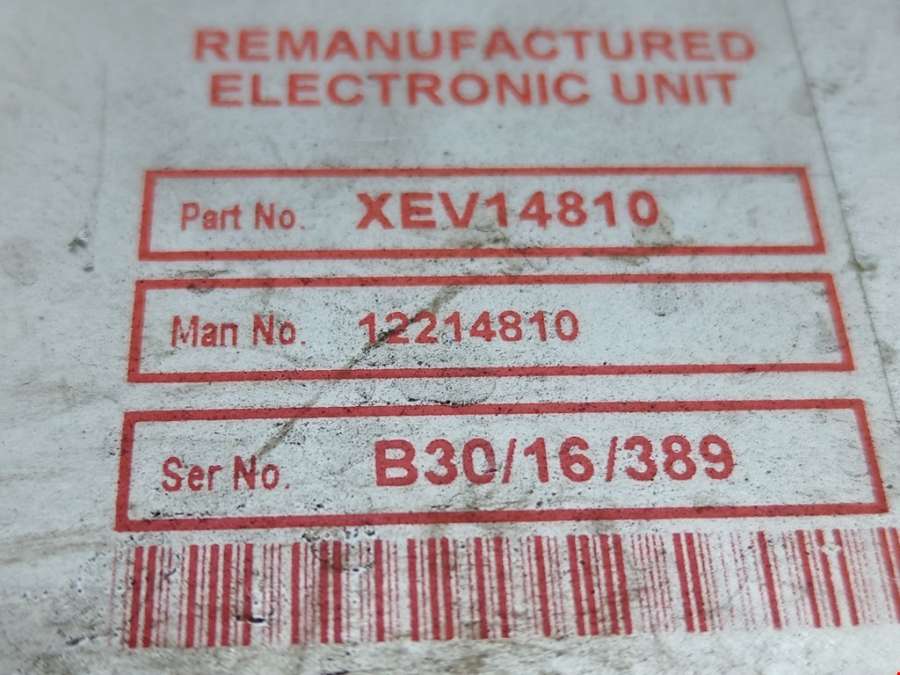 REMANUFACTURED
ELECTRONIC UNIT
Part No. XEV14810
Man No. 12214810
Ser No. B30/16/389